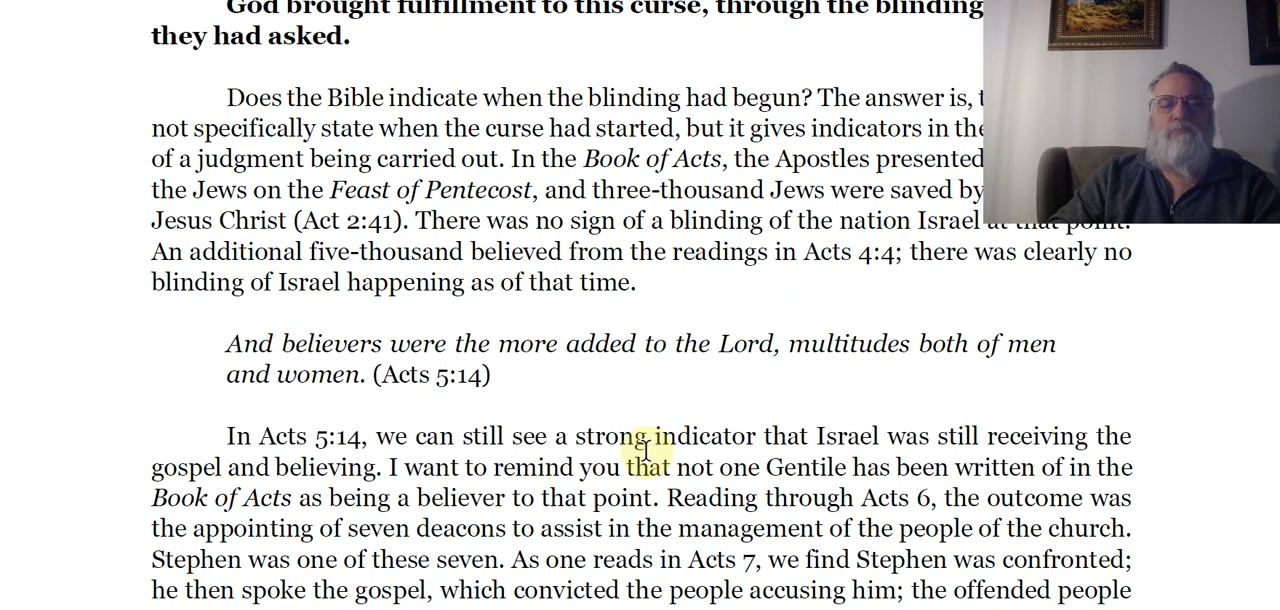 God brought fulfillment to this curse, through the blinding
they had asked.
Does the Bible indicate when the blinding had begun? The answer is,
not specifically state when the curse had started, but it gives indicators in the
of a judgment being carried out. In the Book of Acts, the Apostles presented
the Jews on the Feast of Pentecost, and three-thousand Jews were saved by
Jesus Christ (Act 2:41). There was no sign of a blinding of the nation Israel at that point.
An additional five-thousand believed from the readings in Acts 4:4; there was clearly no
blinding of Israel happening as of that time.
And believers were the more added to the Lord, multitudes both of men
and women. (Acts 5:14)
In Acts 5:14, we can still see a strong indicator that Israel was still receiving the
gospel and believing. I want to remind you that not one Gentile has been written of in the
Book of Acts as being a believer to that point. Reading through Acts 6, the outcome was
the appointing of seven deacons to assist in the management of the people of the church.
Stephen was one of these seven. As one reads in Acts 7, we find Stephen was confronted;
he then spoke the gospel, which convicted the people accusing him; the offended people